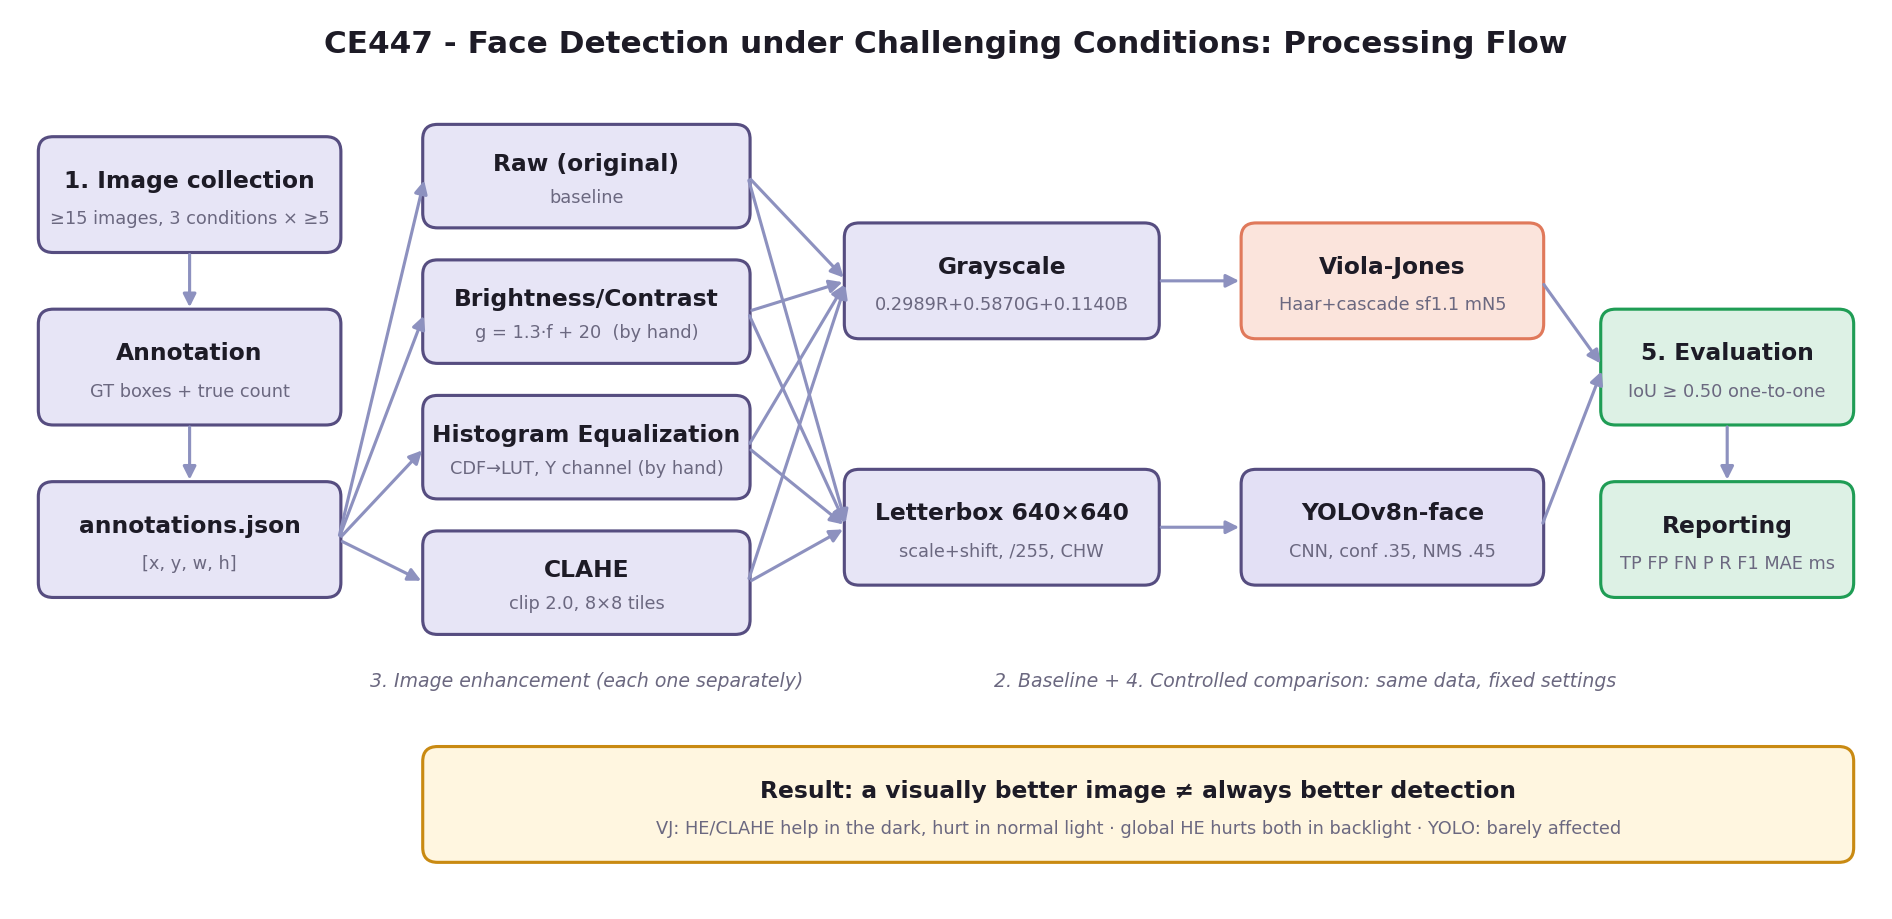 CE447 - Face Detection under Challenging Conditions: Processing Flow
1. Image collection
≥15 images, 3 conditions × ≥5
Annotation
GT boxes + true count
annotations.json
[x, y, w, h]
Raw (original)
baseline
Brightness/Contrast
g = 1.3·f + 20  (by hand)
Histogram Equalization
CDF→LUT, Y channel (by hand)
CLAHE
clip 2.0, 8×8 tiles
Grayscale
0.2989R+0.5870G+0.1140B
Letterbox 640×640
scale+shift, /255, CHW
Viola-Jones
Haar+cascade sf1.1 mN5
YOLOv8n-face
CNN, conf .35, NMS .45
5. Evaluation
IoU ≥ 0.50 one-to-one
Reporting
TP FP FN P R F1 MAE ms
3. Image enhancement (each one separately)
2. Baseline + 4. Controlled comparison: same data, fixed settings
Result: a visually better image ≠ always better detection
VJ: HE/CLAHE help in the dark, hurt in normal light · global HE hurts both in backlight · YOLO: barely affected